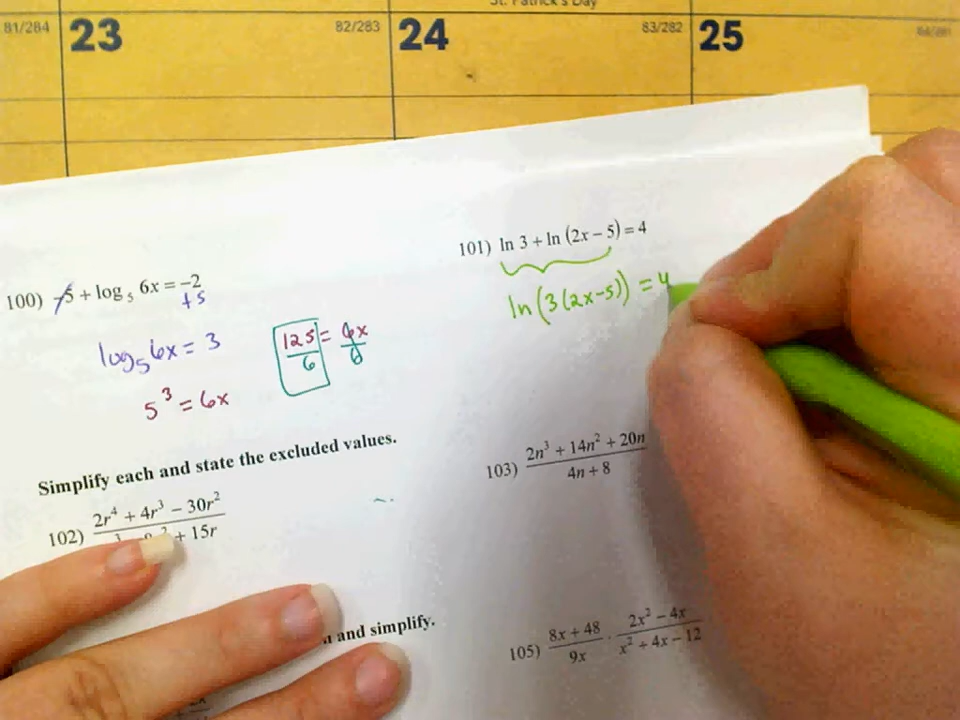 St. Patrick's Day
81/284 23 82/283 24 83/282 25
100) -5 + log₅ 6x = -2
+5
log₅ 6x = 3
5³ = 6x
125/6 = 6x/6
101) ln 3 + ln (2x − 5) = 4
ln(3(2x-5)) = 4
Simplify each and state the excluded values.
102) (2r⁴ + 4r³ − 30r²) / + 15r
103) (2n³ + 14n² + 20n) / (4n + 8)
and simplify.
105) (8x + 48) / 9x · (2x² − 4x) / (x² + 4x − 12)